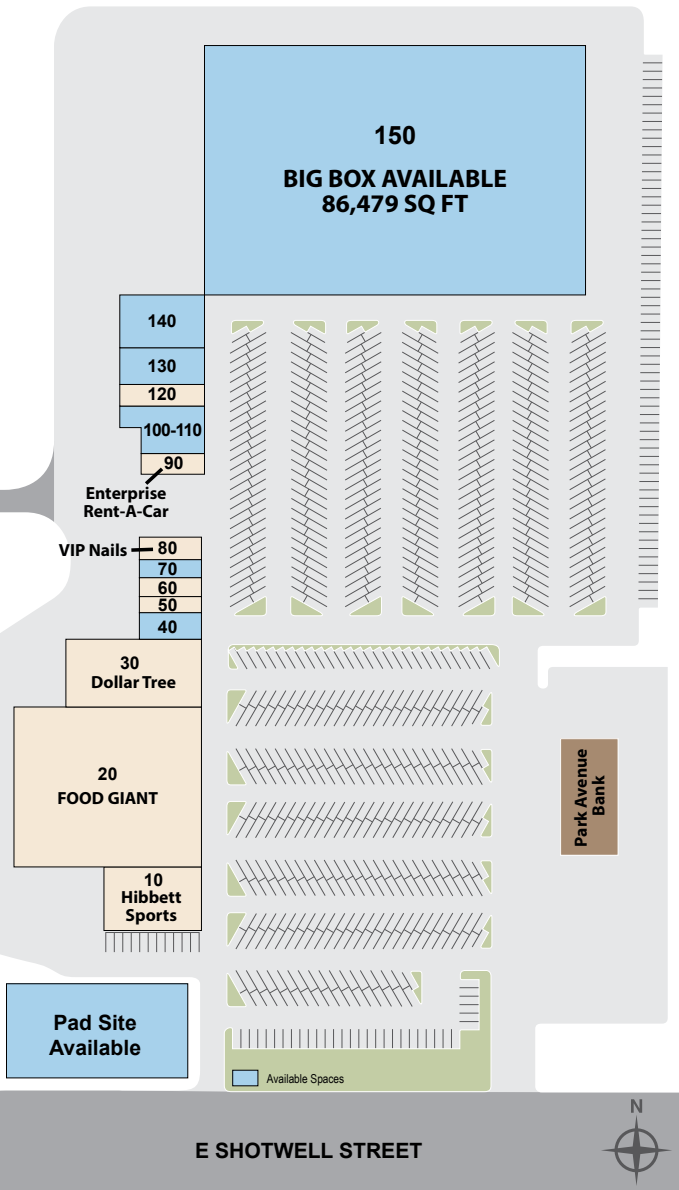 150
BIG BOX AVAILABLE
86,479 SQ FT
140
130
120
100-110
90
Enterprise
Rent-A-Car
VIP Nails
80
70
60
50
40
30
Dollar Tree
20
FOOD GIANT
Park Avenue
Bank
10
Hibbett
Sports
Pad Site
Available
Available Spaces
N
E SHOTWELL STREET